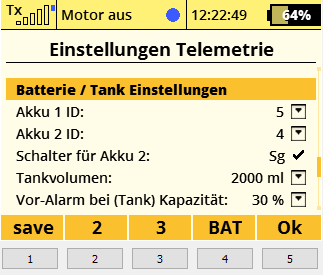 Tx Motor aus 12:22:49 64%
Einstellungen Telemetrie
Batterie / Tank Einstellungen
Akku 1 ID: 5
Akku 2 ID: 4
Schalter für Akku 2: Sg
Tankvolumen: 2000 ml
Vor-Alarm bei (Tank) Kapazität: 30 %
save 2 3 BAT Ok
1 2 3 4 5